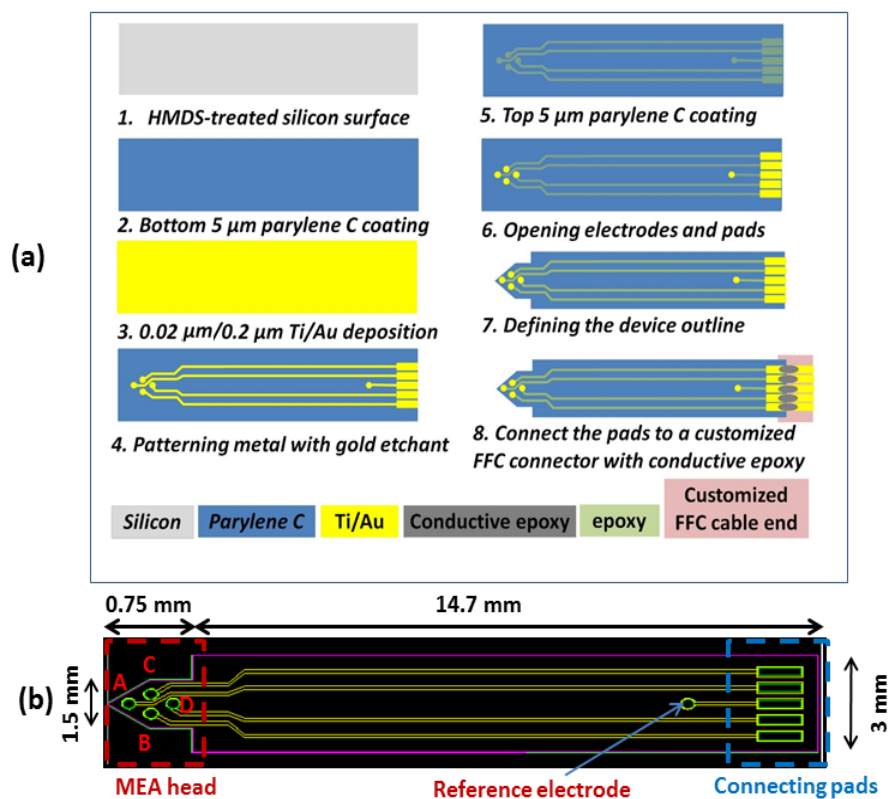 (a)
1. HMDS-treated silicon surface
2. Bottom 5 µm parylene C coating
3. 0.02 µm/0.2 µm Ti/Au deposition
4. Patterning metal with gold etchant
5. Top 5 µm parylene C coating
6. Opening electrodes and pads
7. Defining the device outline
8. Connect the pads to a customized
FFC connector with conductive epoxy
Silicon
Parylene C
Ti/Au
Conductive epoxy
epoxy
Customized
FFC cable end
(b)
0.75 mm
14.7 mm
1.5 mm
3 mm
A
C
D
B
MEA head
Reference electrode
Connecting pads